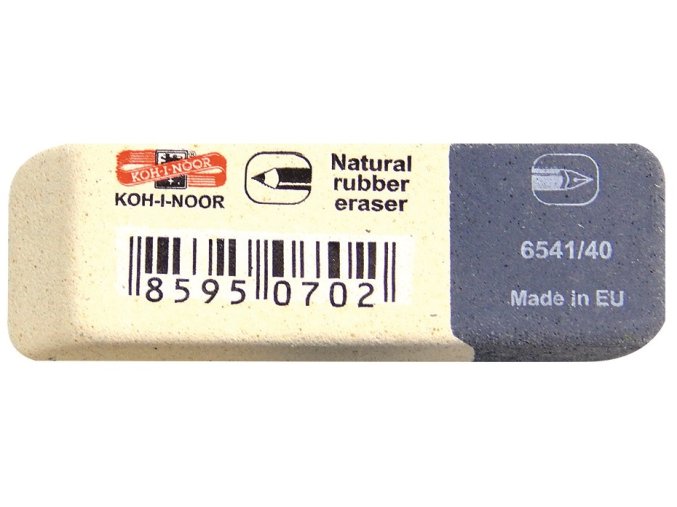 KOH-I-NOOR
KOH-I-NOOR
Natural
rubber
eraser
8595 0702
6541/40
Made in EU